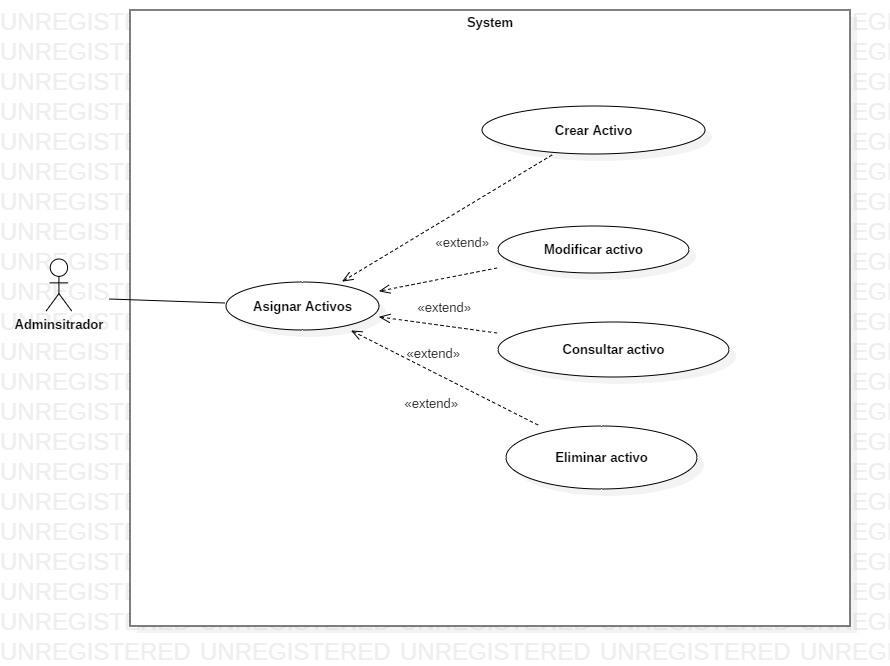 System
Crear Activo
«extend»
Modificar activo
Asignar Activos
«extend»
Adminsitrador
«extend»
Consultar activo
«extend»
Eliminar activo
UNREGISTERED UNREGISTERED UNREGISTERED UNREGISTERED